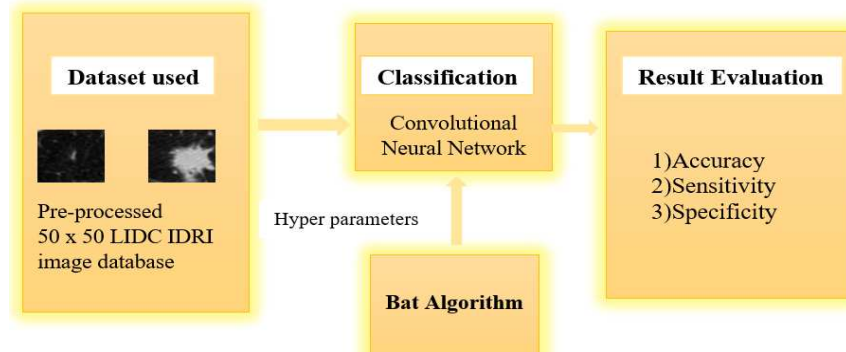 Dataset used
Pre-processed
50 x 50 LIDC IDRI
image database
Classification
Convolutional
Neural Network
Hyper parameters
Bat Algorithm
Result Evaluation
1)Accuracy
2)Sensitivity
3)Specificity